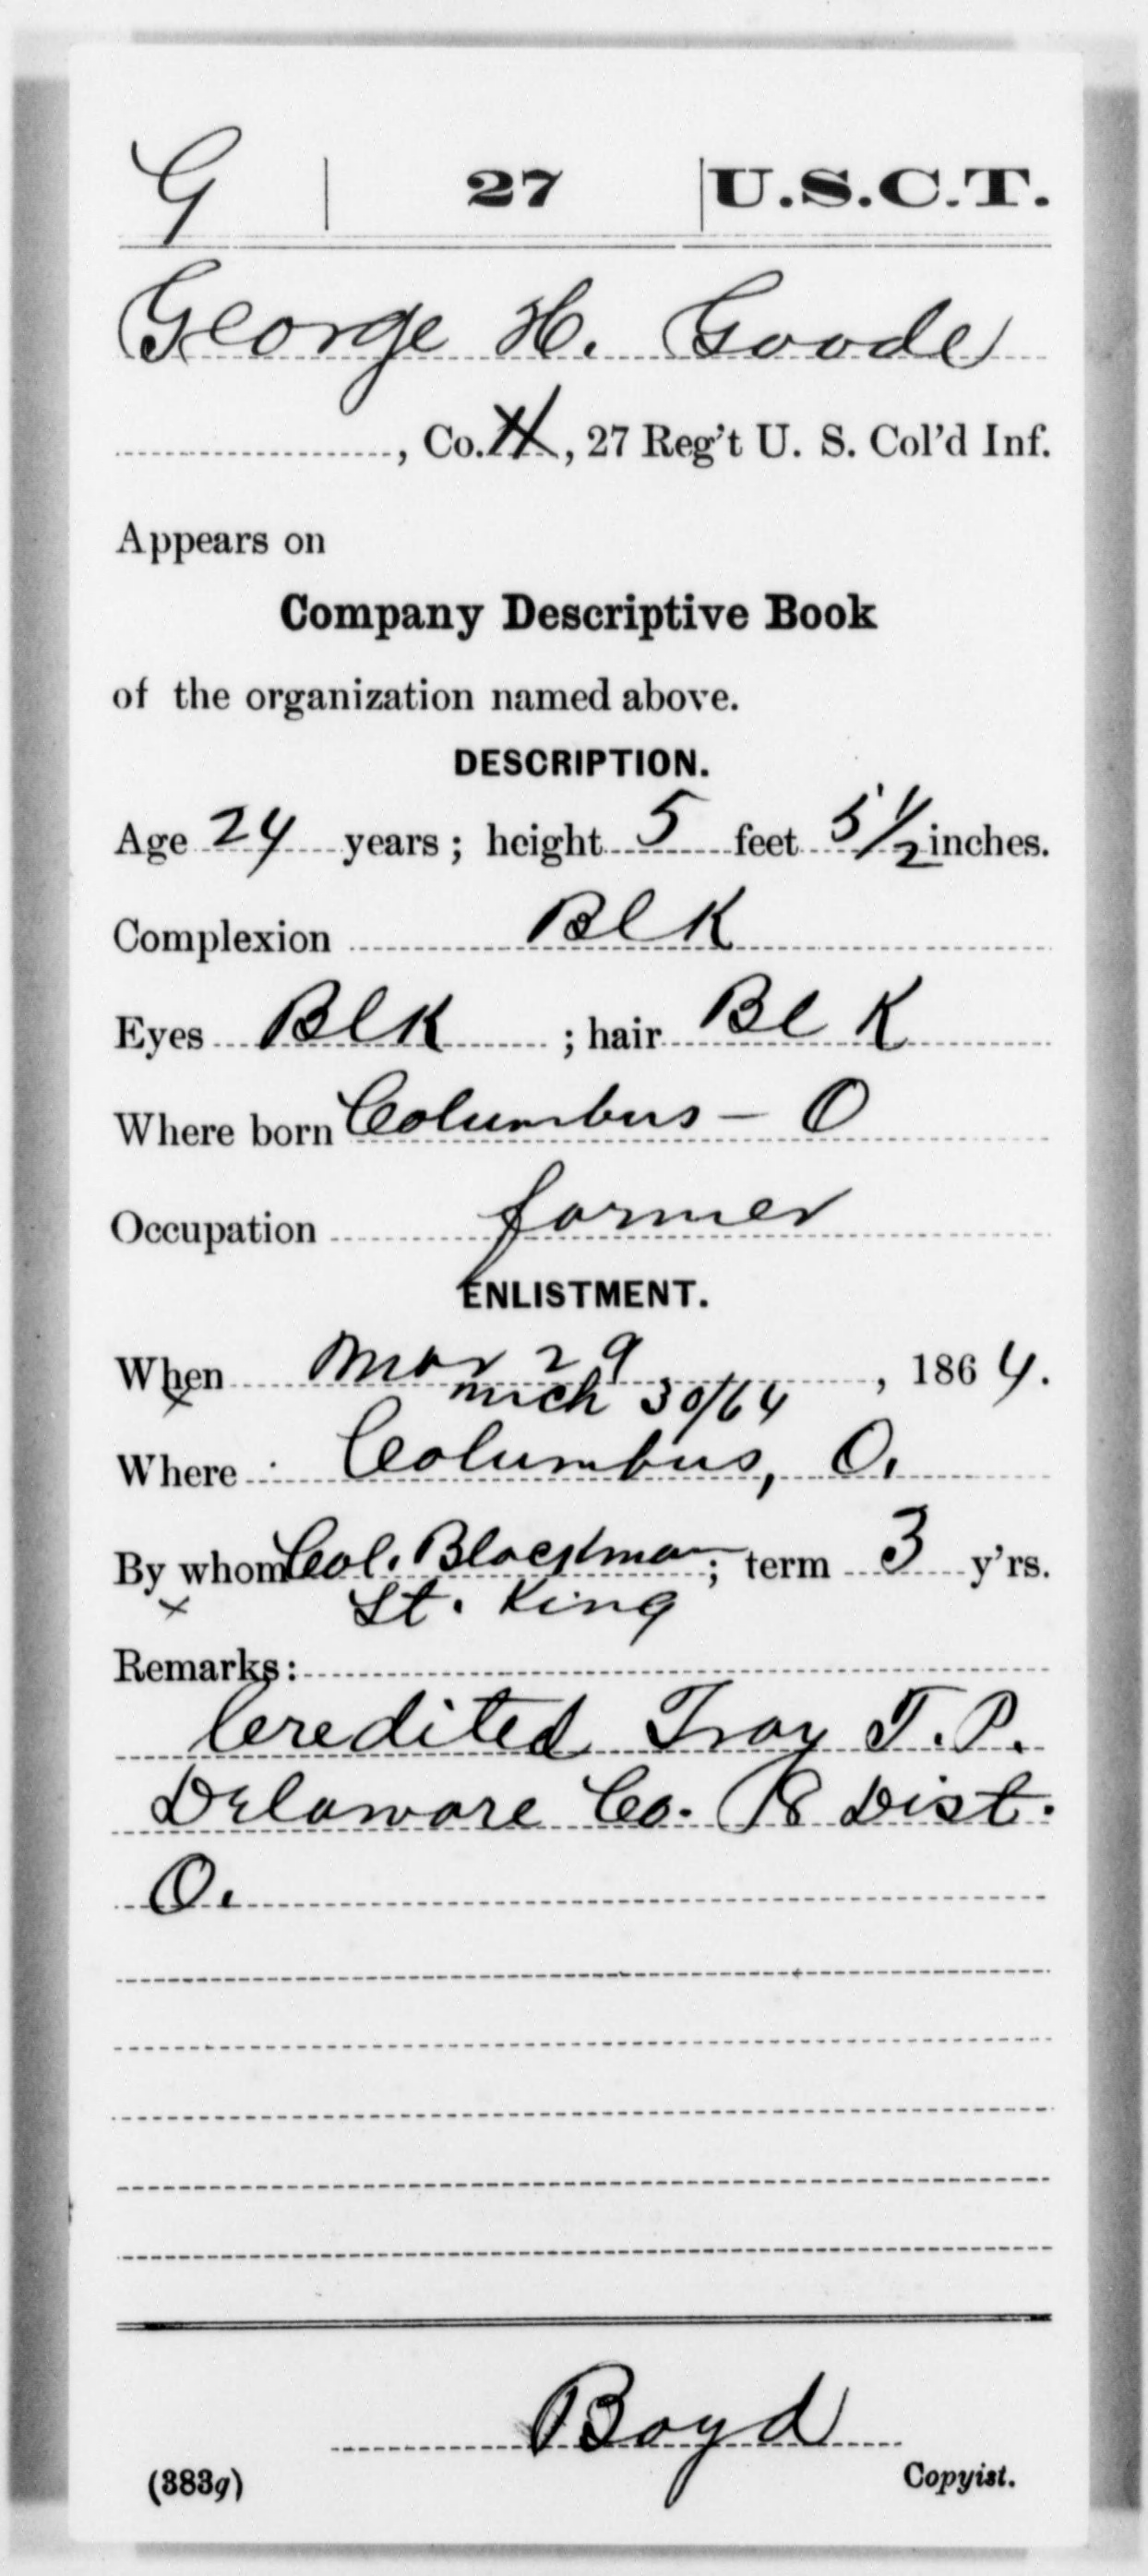 G | 27 | U.S.C.T.
George H. Goode
, Co. H, 27 Reg't U. S. Col'd Inf.
Appears on
Company Descriptive Book
of the organization named above.
DESCRIPTION.
Age 24 years; height 5 feet 5 1/2 inches.
Complexion Blk
Eyes Blk ; hair Blk
Where born Columbus - O
Occupation farmer
ENLISTMENT.
When Mar 29 , 1864.
mich 30/64
Where Columbus, O.
By whom Col. Blackman; term 3 y'rs.
x Lt. King
Remarks:
Credited Troy T.P.
Delaware Co. 8 Dist.
O.
Boyd
(383g) Copyist.